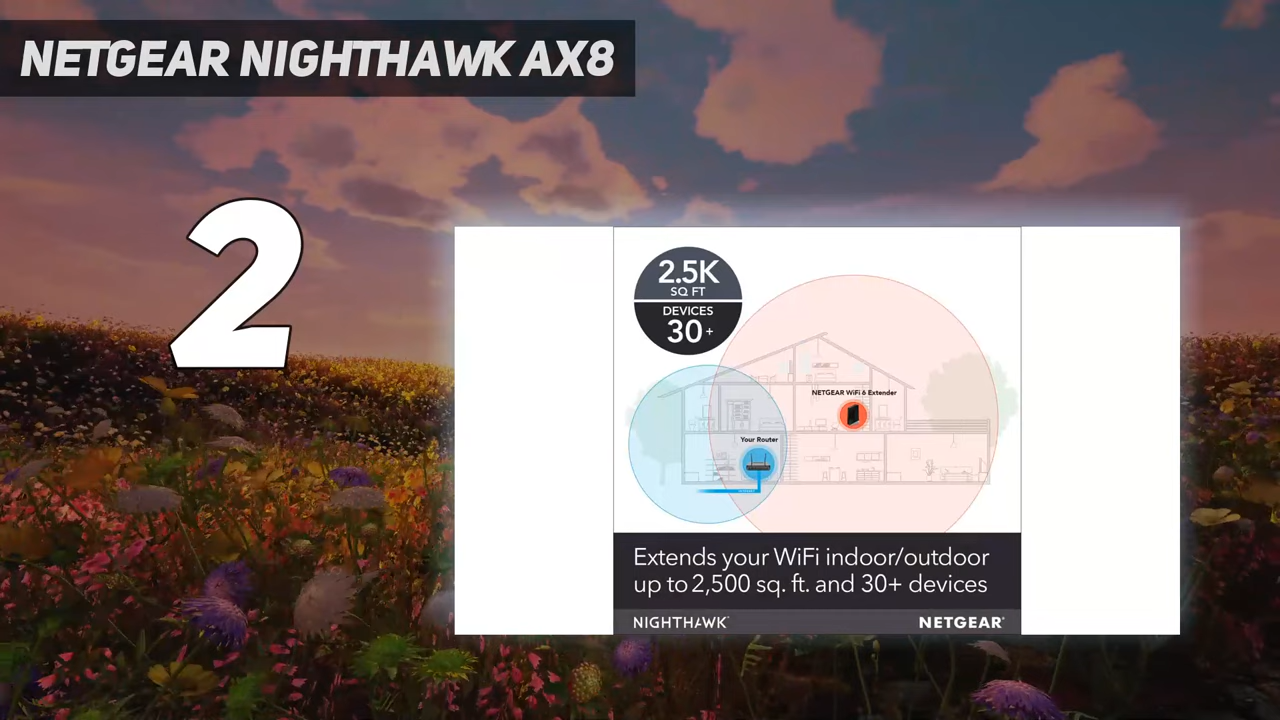 NETGEAR NIGHTHAWK AX8
2
2.5K
SQ FT
DEVICES
30+
NETGEAR WiFi 6 Extender
Your Router
Extends your WiFi indoor/outdoor
up to 2,500 sq. ft. and 30+ devices
NIGHTHAWK
NETGEAR